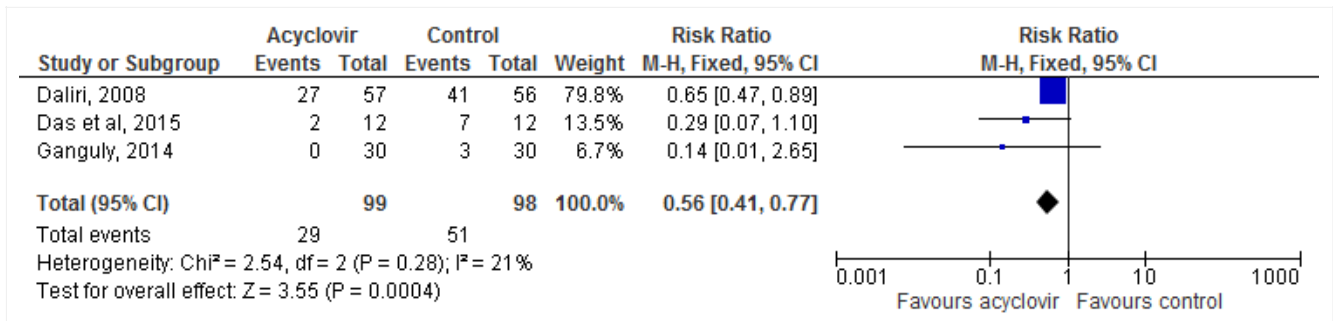 Acyclovir Control Risk Ratio Risk Ratio
Study or Subgroup Events Total Events Total Weight M-H, Fixed, 95% CI M-H, Fixed, 95% CI
Daliri, 2008 27 57 41 56 79.8% 0.65 [0.47, 0.89]
Das et al, 2015 2 12 7 12 13.5% 0.29 [0.07, 1.10]
Ganguly, 2014 0 30 3 30 6.7% 0.14 [0.01, 2.65]
Total (95% CI) 99 98 100.0% 0.56 [0.41, 0.77]
Total events 29 51
Heterogeneity: Chi² = 2.54, df = 2 (P = 0.28); I² = 21%
Test for overall effect: Z = 3.55 (P = 0.0004)
0.001 0.1 1 10 1000
Favours acyclovir Favours control